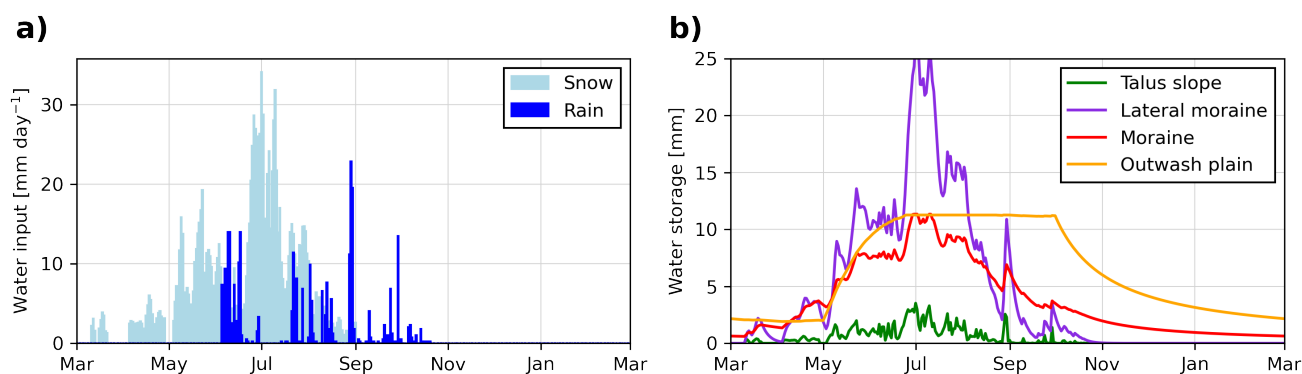 a)
Water input [mm day⁻¹]
30
20
10
0
Mar May Jul Sep Nov Jan Mar
Snow
Rain
b)
Water storage [mm]
25
20
15
10
5
0
Mar May Jul Sep Nov Jan Mar
Talus slope
Lateral moraine
Moraine
Outwash plain